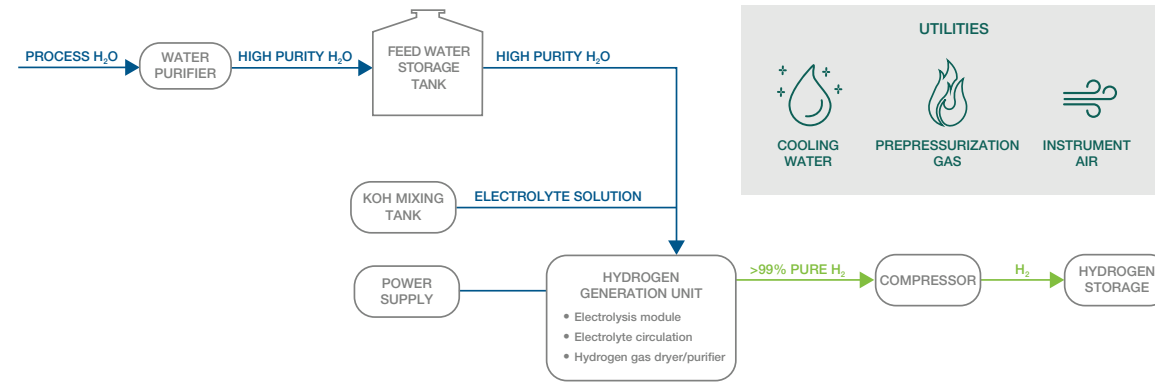 PROCESS H₂O
WATER
PURIFIER
HIGH PURITY H₂O
FEED WATER
STORAGE
TANK
HIGH PURITY H₂O
UTILITIES
COOLING
WATER
PREPRESSURIZATION
GAS
INSTRUMENT
AIR
KOH MIXING
TANK
ELECTROLYTE SOLUTION
POWER
SUPPLY
HYDROGEN
GENERATION UNIT
• Electrolysis module
• Electrolyte circulation
• Hydrogen gas dryer/purifier
>99% PURE H₂
COMPRESSOR
H₂
HYDROGEN
STORAGE